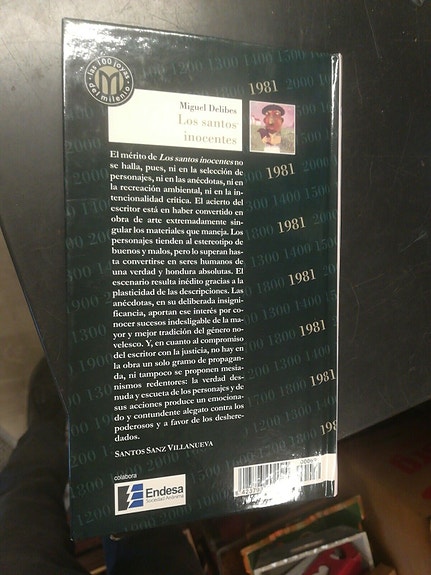 las 100 joyas
del milenio
M
1981
Miguel Delibes
Los santos
inocentes
El mérito de Los santos inocentes no
se halla, pues, ni en la selección de
personajes, ni en las anécdotas, ni en
la recreación ambiental, ni en la in-
tencionalidad crítica. El acierto del
escritor está en haber convertido en
obra de arte extremadamente sin-
gular los materiales que maneja. Los
personajes tienden al estereotipo de
buenos y malos, pero lo superan has-
ta convertirse en seres humanos de
una verdad y hondura absolutas. El
escenario resulta inédito gracias a la
plasticidad de las descripciones. Las
anécdotas, en su deliberada insigni-
ficancia, aportan ese interés por co-
nocer sucesos indesligable de la ma-
yor y mejor tradición del género no-
velesco. Y, en cuanto al compromiso
del escritor con la justicia, no hay en
la obra un solo gramo de propagan-
da, ni tampoco se proponen mesia-
nismos redentores: la verdad des-
nuda y escueta de los personajes y de
sus acciones produce un emociona-
do y contundente alegato contra los
poderosos y a favor de los deshere-
dados.
SANTOS SANZ VILLANUEVA
1981
1981
1981
1981
1981
1981
colabora
Endesa
Sociedad Anónima